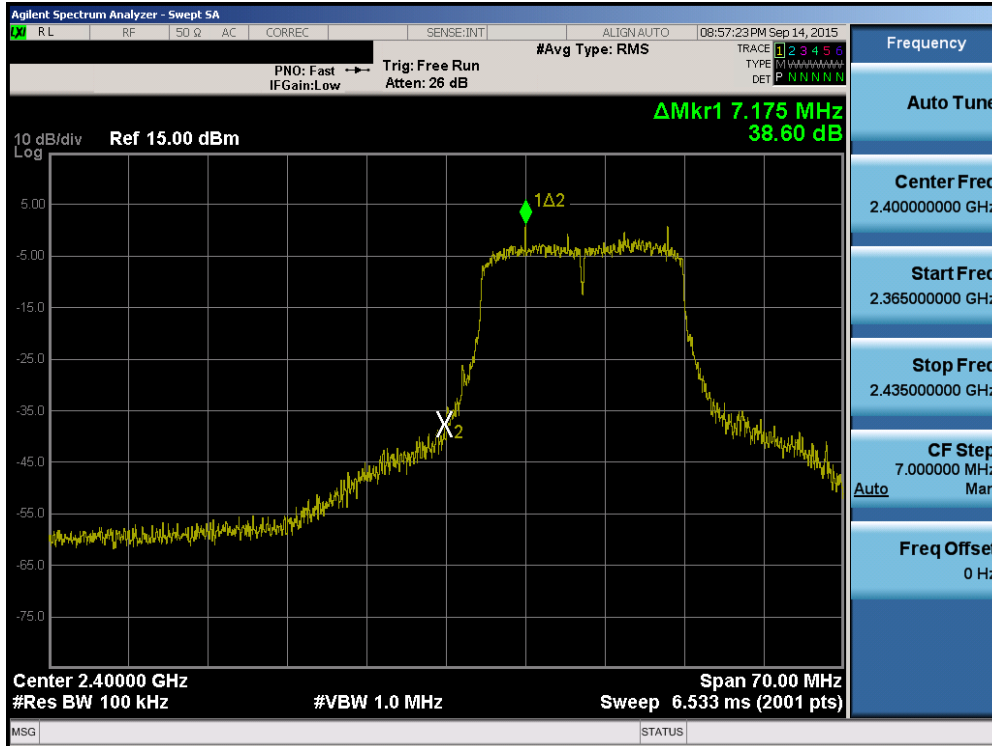 Agilent Spectrum Analyzer - Swept SA
LXI RL RF 50 Ω AC CORREC SENSE:INT ALIGN AUTO 08:57:23 PM Sep 14, 2015
PNO: Fast
IFGain:Low
Trig: Free Run
Atten: 26 dB
#Avg Type: RMS
TRACE 1 2 3 4 5 6
TYPE M
DET P N N N N N
ΔMkr1 7.175 MHz
38.60 dB
10 dB/div Ref 15.00 dBm
Log
5.00
-5.00
-15.0
-25.0
-35.0
-45.0
-55.0
-65.0
-75.0
1Δ2
X2
Center 2.40000 GHz Span 70.00 MHz
#Res BW 100 kHz #VBW 1.0 MHz Sweep 6.533 ms (2001 pts)
MSG STATUS
Frequency
Auto Tune
Center Freq
2.400000000 GHz
Start Freq
2.365000000 GHz
Stop Freq
2.435000000 GHz
CF Step
7.000000 MHz
Auto Man
Freq Offset
0 Hz